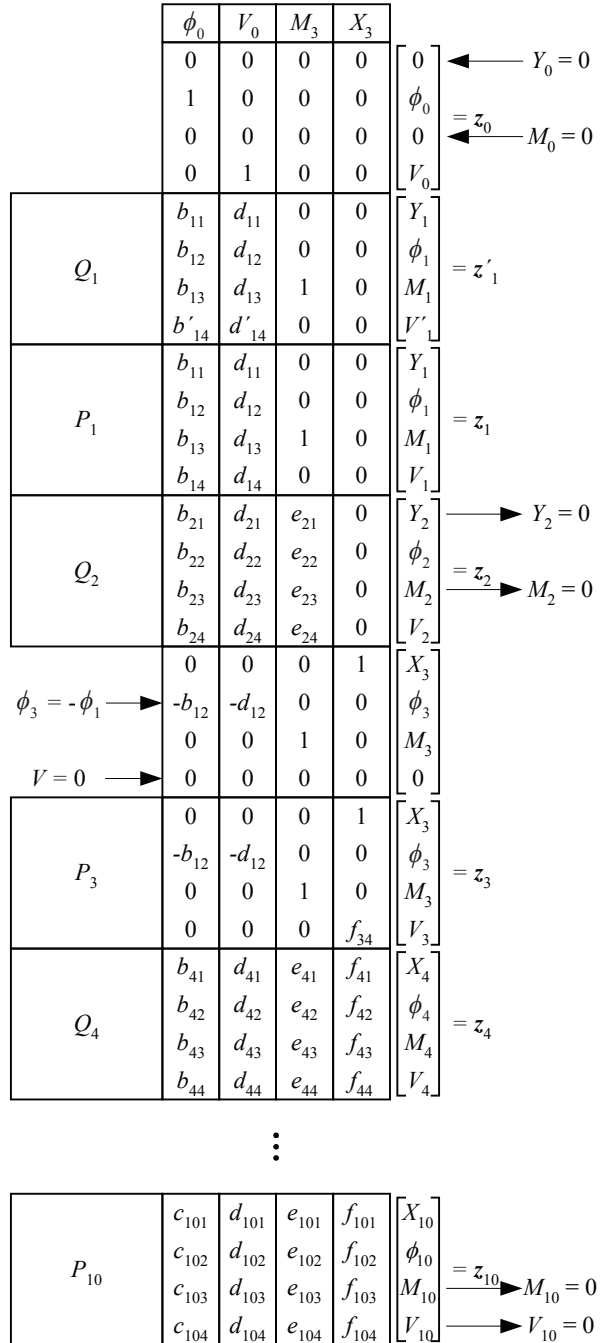 ϕ₀ V₀ M₃ X₃
0 0 0 0 0 Y₀ = 0
1 0 0 0 ϕ₀ = z₀
0 0 0 0 0 M₀ = 0
0 1 0 0 V₀
b₁₁ d₁₁ 0 0 Y₁
b₁₂ d₁₂ 0 0 ϕ₁
Q₁ = z′₁
b₁₃ d₁₃ 1 0 M₁
b′₁₄ d′₁₄ 0 0 V′₁
b₁₁ d₁₁ 0 0 Y₁
b₁₂ d₁₂ 0 0 ϕ₁
P₁ = z₁
b₁₃ d₁₃ 1 0 M₁
b₁₄ d₁₄ 0 0 V₁
b₂₁ d₂₁ e₂₁ 0 Y₂ Y₂ = 0
b₂₂ d₂₂ e₂₂ 0 ϕ₂
Q₂ = z₂
b₂₃ d₂₃ e₂₃ 0 M₂ M₂ = 0
b₂₄ d₂₄ e₂₄ 0 V₂
0 0 0 1 X₃
ϕ₃ = -ϕ₁ -b₁₂ -d₁₂ 0 0 ϕ₃
0 0 1 0 M₃
V = 0 0 0 0 0 0
0 0 0 1 X₃
-b₁₂ -d₁₂ 0 0 ϕ₃
P₃ = z₃
0 0 1 0 M₃
0 0 0 f₃₄ V₃
b₄₁ d₄₁ e₄₁ f₄₁ X₄
b₄₂ d₄₂ e₄₂ f₄₂ ϕ₄
Q₄ = z₄
b₄₃ d₄₃ e₄₃ f₄₃ M₄
b₄₄ d₄₄ e₄₄ f₄₄ V₄
⋮
c₁₀₁ d₁₀₁ e₁₀₁ f₁₀₁ X₁₀
c₁₀₂ d₁₀₂ e₁₀₂ f₁₀₂ ϕ₁₀
P₁₀ = z₁₀
c₁₀₃ d₁₀₃ e₁₀₃ f₁₀₃ M₁₀ M₁₀ = 0
c₁₀₄ d₁₀₄ e₁₀₄ f₁₀₄ V₁₀ V₁₀ = 0